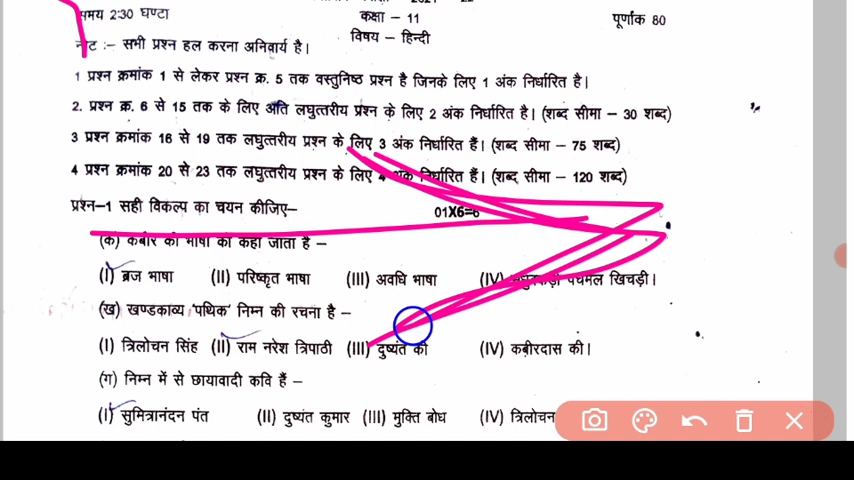 समय 2:30 घण्टा कक्षा – 11 पूर्णांक 80
विषय – हिन्दी
नोट :– सभी प्रश्न हल करना अनिवार्य है।
1 प्रश्न क्रमांक 1 से लेकर प्रश्न क्र. 5 तक वस्तुनिष्ठ प्रश्न है जिनके लिए 1 अंक निर्धारित है।
2. प्रश्न क्र. 6 से 15 तक के लिए अति लघुत्तरीय प्रश्न के लिए 2 अंक निर्धारित है। (शब्द सीमा – 30 शब्द)
3 प्रश्न क्रमांक 16 से 19 तक लघुत्तरीय प्रश्न के लिए 3 अंक निर्धारित हैं। (शब्द सीमा – 75 शब्द)
4 प्रश्न क्रमांक 20 से 23 तक लघुत्तरीय प्रश्न के लिए 4 अंक निर्धारित हैं। (शब्द सीमा – 120 शब्द)
प्रश्न–1 सही विकल्प का चयन कीजिए– 01X6=6
(क) कबीर की भाषा को कहा जाता है –
(I) ब्रज भाषा (II) परिष्कृत भाषा (III) अवधि भाषा (IV) पंचमेल खिचड़ी।
(ख) खण्डकाव्य 'पथिक' निम्न की रचना है –
(I) त्रिलोचन सिंह (II) राम नरेश त्रिपाठी (III) दुष्यंत की (IV) कबीरदास की।
(ग) निम्न में से छायावादी कवि हैं –
(I) सुमित्रानंदन पंत (II) दुष्यंत कुमार (III) मुक्ति बोध (IV) त्रिलोचन